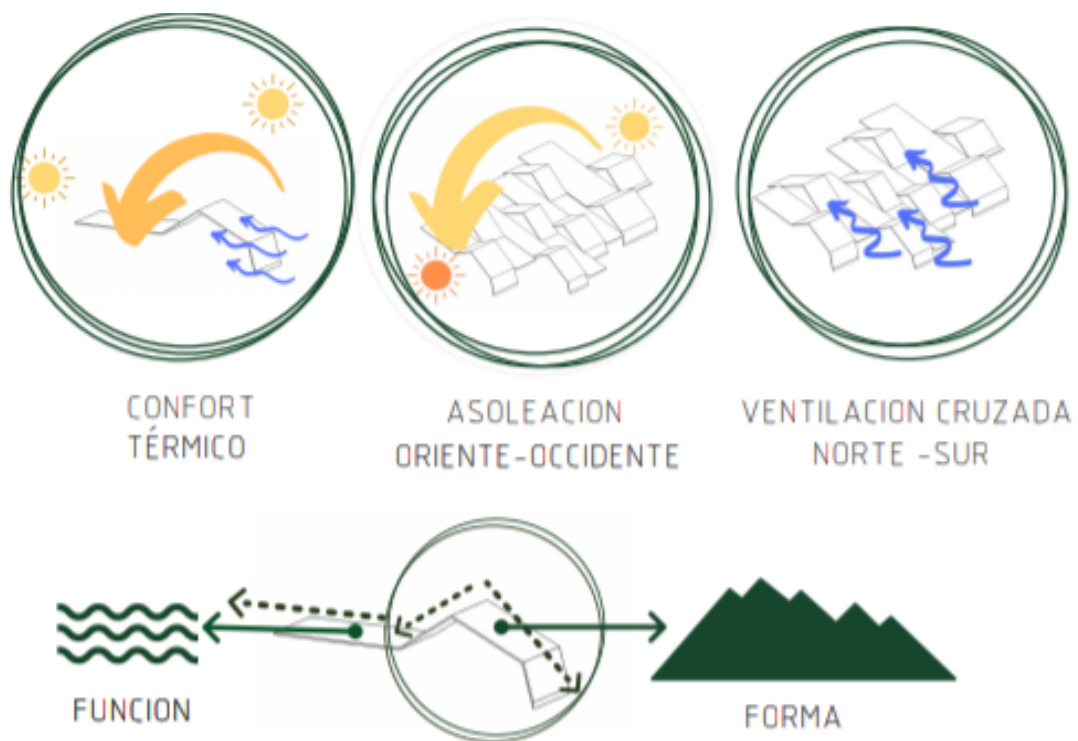 CONFORT
TÉRMICO
ASOLEACION
ORIENTE-OCCIDENTE
VENTILACION CRUZADA
NORTE -SUR
FUNCION
FORMA